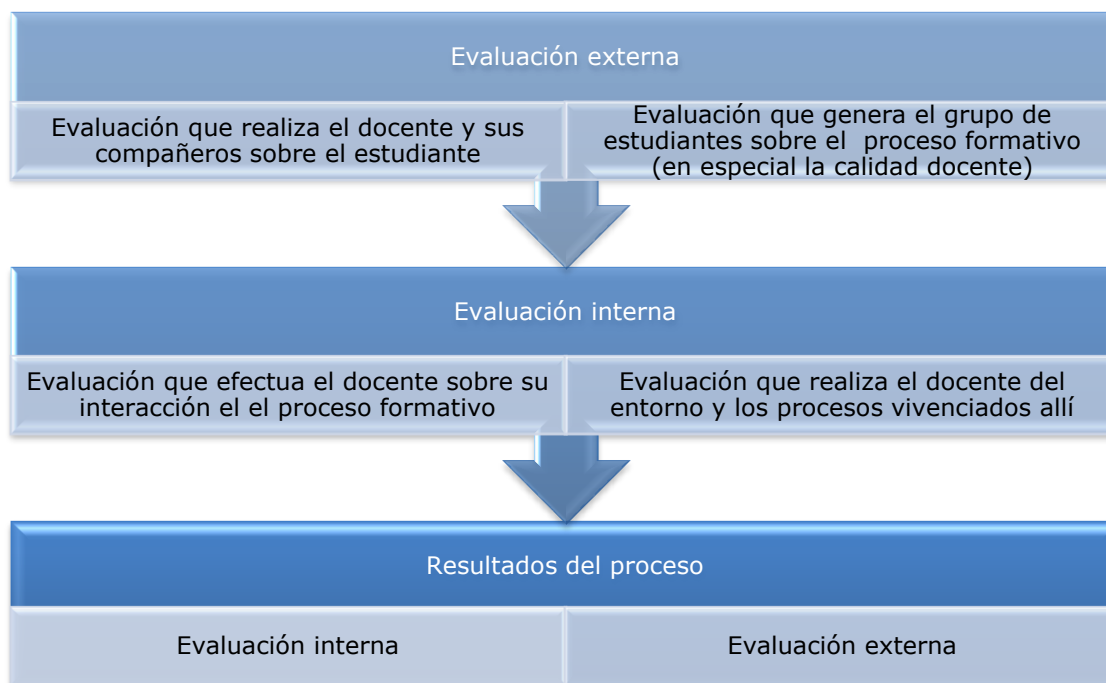 Evaluación externa
Evaluación que realiza el docente y sus
compañeros sobre el estudiante
Evaluación que genera el grupo de
estudiantes sobre el proceso formativo
(en especial la calidad docente)
Evaluación interna
Evaluación que efectua el docente sobre su
interacción el el proceso formativo
Evaluación que realiza el docente del
entorno y los procesos vivenciados allí
Resultados del proceso
Evaluación interna
Evaluación externa